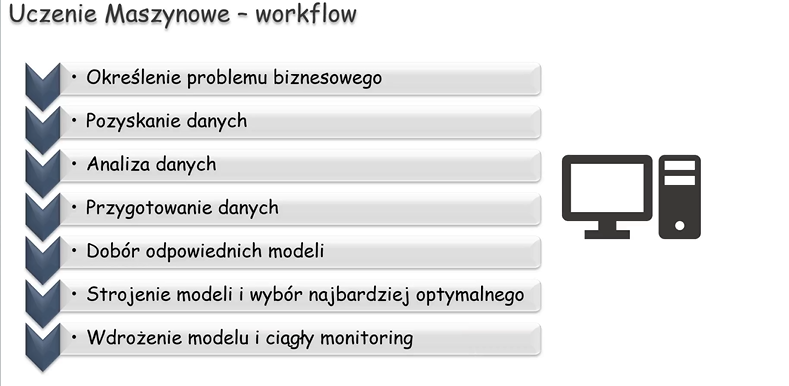 Uczenie Maszynowe – workflow
• Określenie problemu biznesowego
• Pozyskanie danych
• Analiza danych
• Przygotowanie danych
• Dobór odpowiednich modeli
• Strojenie modeli i wybór najbardziej optymalnego
• Wdrożenie modelu i ciągły monitoring